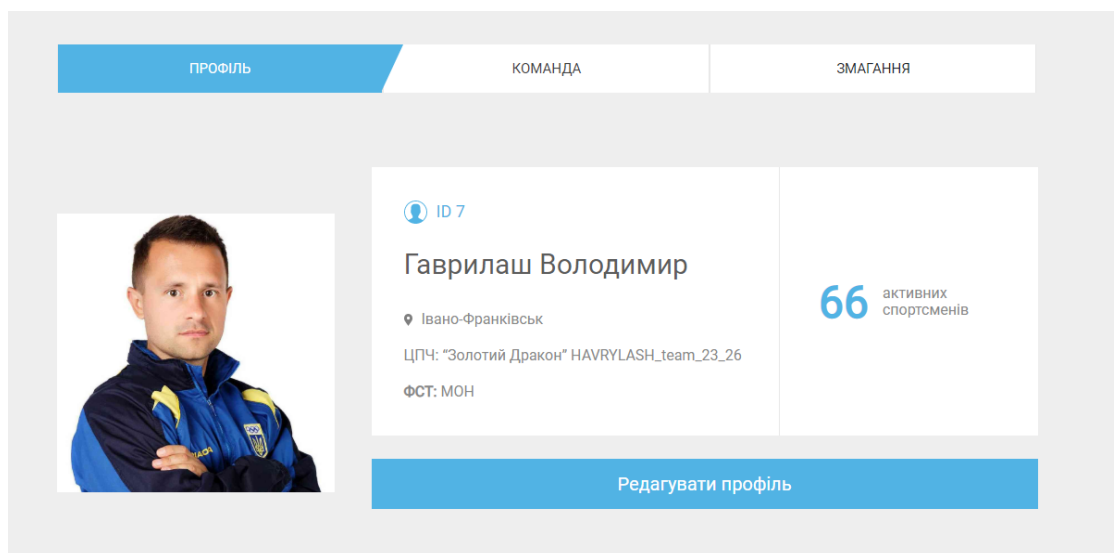 ПРОФІЛЬ
КОМАНДА
ЗМАГАННЯ
ID 7
Гаврилаш Володимир
Івано-Франківськ
ЦПЧ: “Золотий Дракон” HAVRYLASH_team_23_26
ФСТ: МОН
66
активних
спортсменів
Редагувати профіль